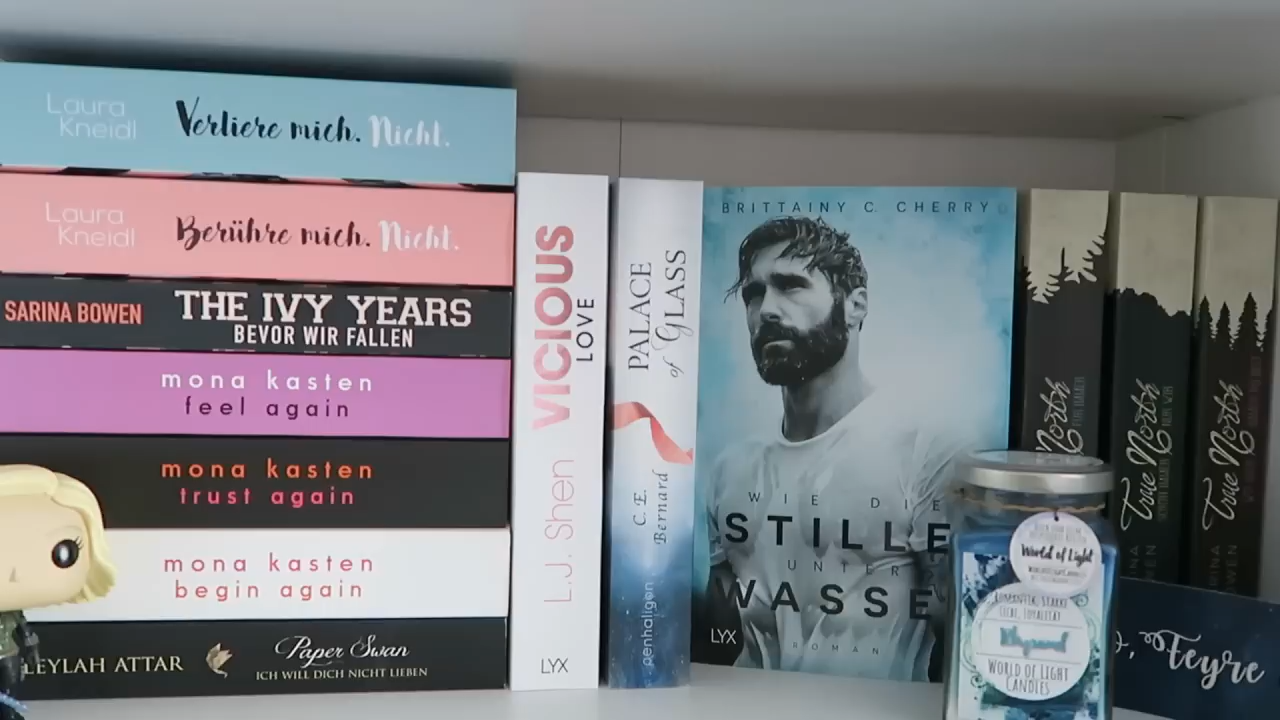 Laura
Kneidl
Verliere mich. Nicht.
Laura
Kneidl
Berühre mich. Nicht.
SARINA BOWEN
THE IVY YEARS
BEVOR WIR FALLEN
mona kasten
feel again
mona kasten
trust again
mona kasten
begin again
LEYLAH ATTAR
Paper Swan
ICH WILL DICH NICHT LIEBEN
VICIOUS
LOVE
L.J. Shen
LYX
PALACE
of GLASS
C. E.
Bernard
penhaligon
BRITTAINY C. CHERRY
WIE DIE
STILLE
UNTER
WASSE
LYX
ROMAN
True North
True North
True North
World of Light
WORLD OF LIGHT
CANDLES
Feyre